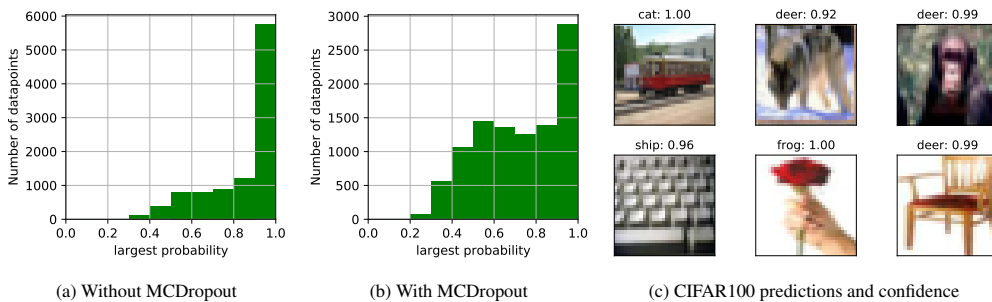 6000
5000
4000
3000
2000
1000
0
Number of datapoints
0.0 0.2 0.4 0.6 0.8 1.0
largest probability
(a) Without MCDropout
3000
2500
2000
1500
1000
500
0
Number of datapoints
0.0 0.2 0.4 0.6 0.8 1.0
largest probability
(b) With MCDropout
cat: 1.00 deer: 0.92 deer: 0.99
ship: 0.96 frog: 1.00 deer: 0.99
(c) CIFAR100 predictions and confidence